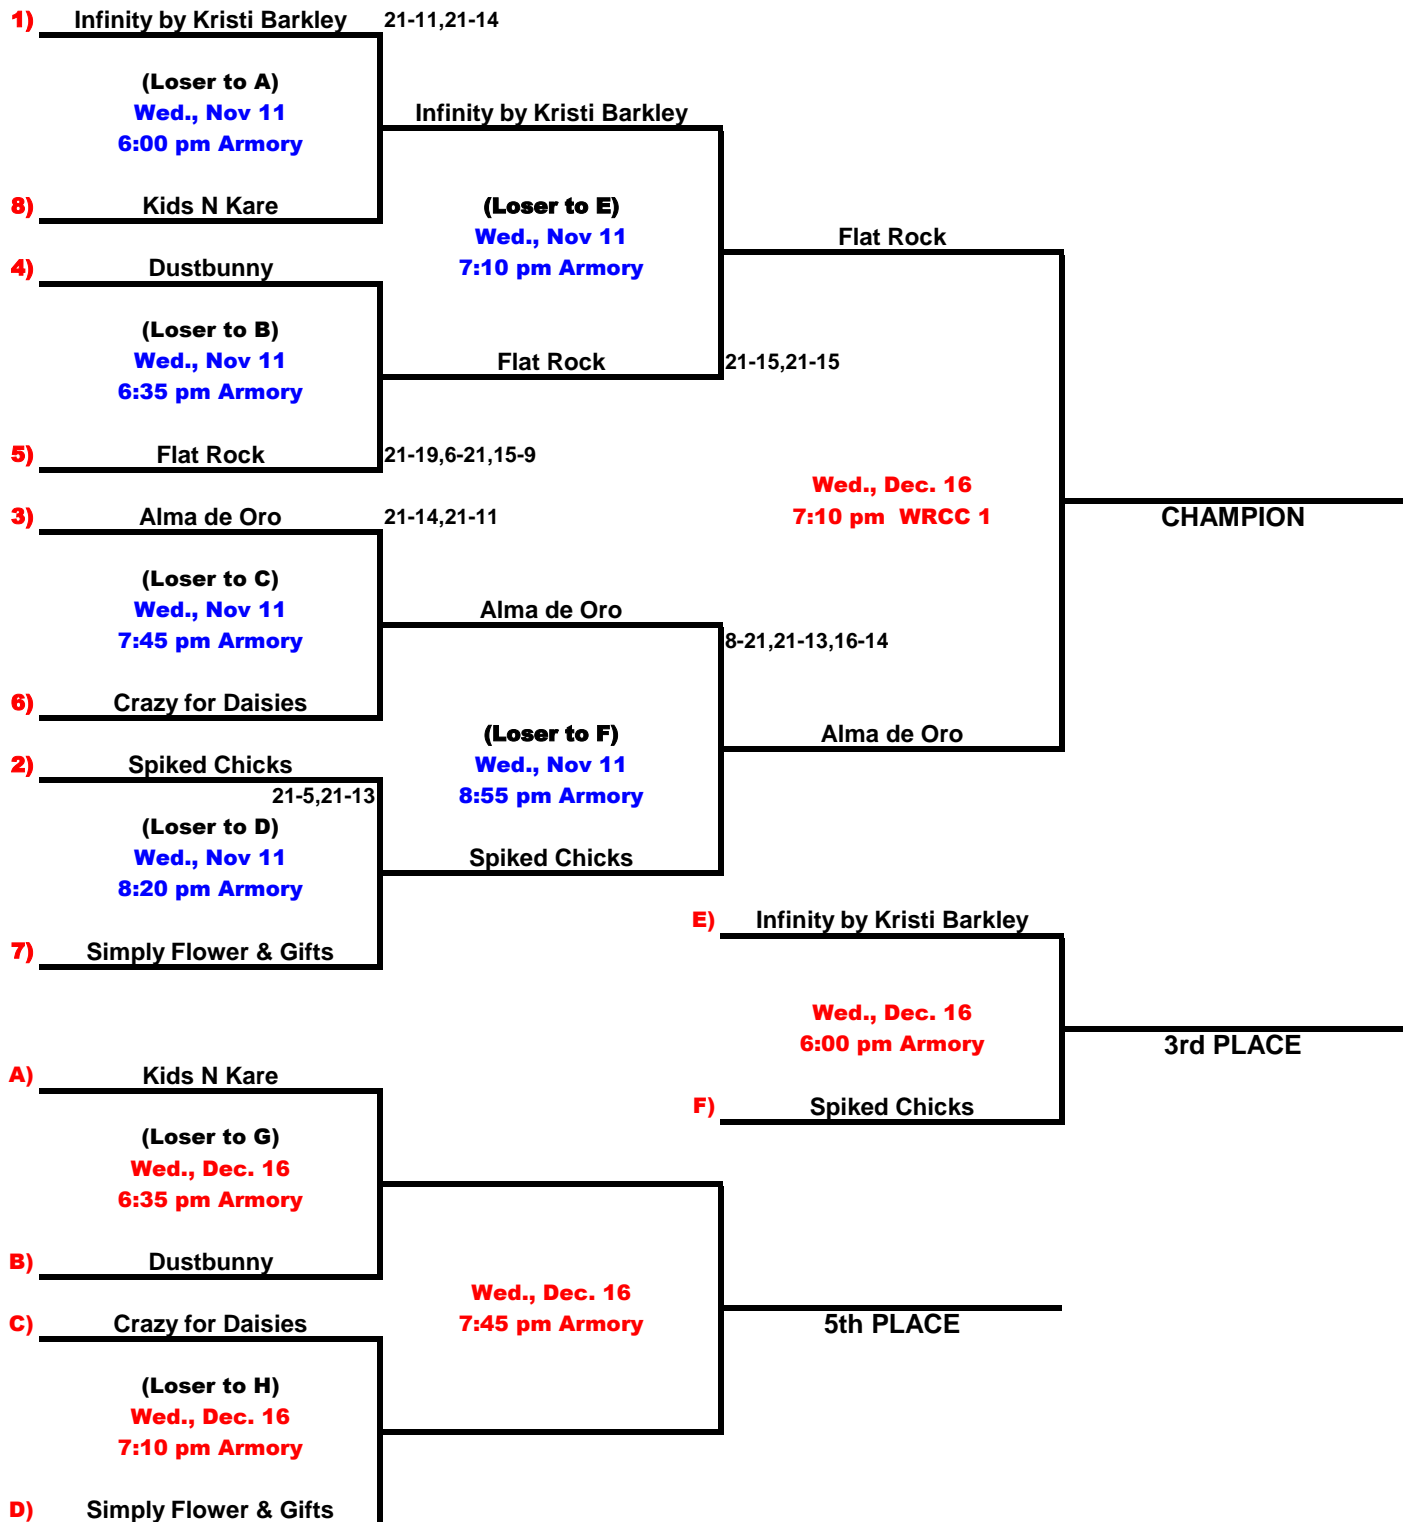 1) Infinity by Kristi Barkley 21-11,21-14
(Loser to A)
Wed., Nov 11
6:00 pm Armory
Infinity by Kristi Barkley
8) Kids N Kare
(Loser to E)
Wed., Nov 11
7:10 pm Armory
Flat Rock
4) Dustbunny
(Loser to B)
Wed., Nov 11
6:35 pm Armory
Flat Rock 21-15,21-15
5) Flat Rock 21-19,6-21,15-9
Wed., Dec. 16
7:10 pm WRCC 1
CHAMPION
3) Alma de Oro 21-14,21-11
(Loser to C)
Wed., Nov 11
7:45 pm Armory
Alma de Oro
8-21,21-13,16-14
6) Crazy for Daisies
(Loser to F)
Wed., Nov 11
8:55 pm Armory
Alma de Oro
2) Spiked Chicks
21-5,21-13
(Loser to D)
Wed., Nov 11
8:20 pm Armory
Spiked Chicks
7) Simply Flower & Gifts
E) Infinity by Kristi Barkley
Wed., Dec. 16
6:00 pm Armory
3rd PLACE
F) Spiked Chicks
A) Kids N Kare
(Loser to G)
Wed., Dec. 16
6:35 pm Armory
B) Dustbunny
Wed., Dec. 16
7:45 pm Armory
5th PLACE
C) Crazy for Daisies
(Loser to H)
Wed., Dec. 16
7:10 pm Armory
D) Simply Flower & Gifts